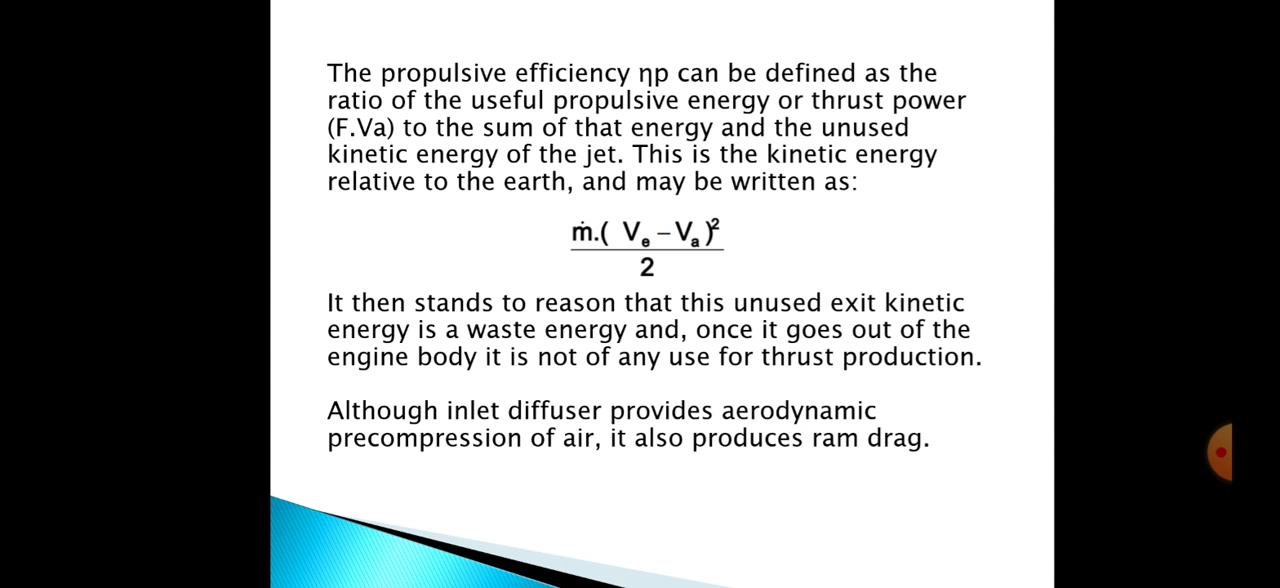 The propulsive efficiency ηp can be defined as the
ratio of the useful propulsive energy or thrust power
(F.Va) to the sum of that energy and the unused
kinetic energy of the jet. This is the kinetic energy
relative to the earth, and may be written as:
ṁ.( Vₑ – Vₐ )²
2
It then stands to reason that this unused exit kinetic
energy is a waste energy and, once it goes out of the
engine body it is not of any use for thrust production.
Although inlet diffuser provides aerodynamic
precompression of air, it also produces ram drag.